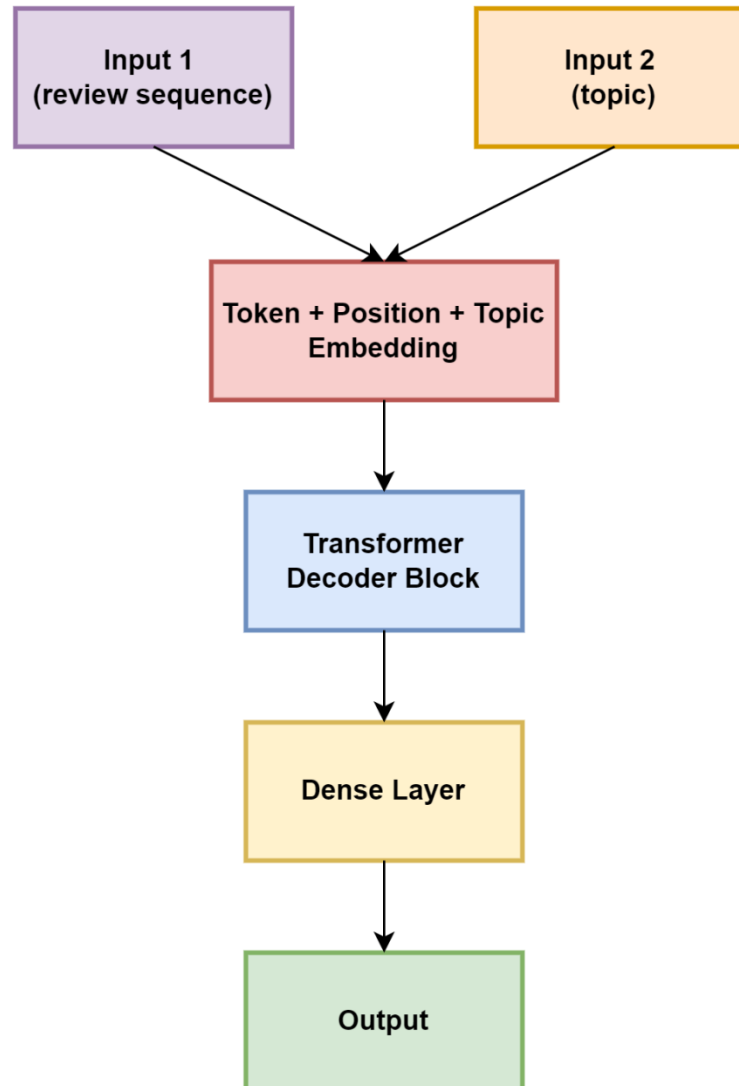 Input 1
(review sequence)
Input 2
(topic)
Token + Position + Topic
Embedding
Transformer
Decoder Block
Dense Layer
Output